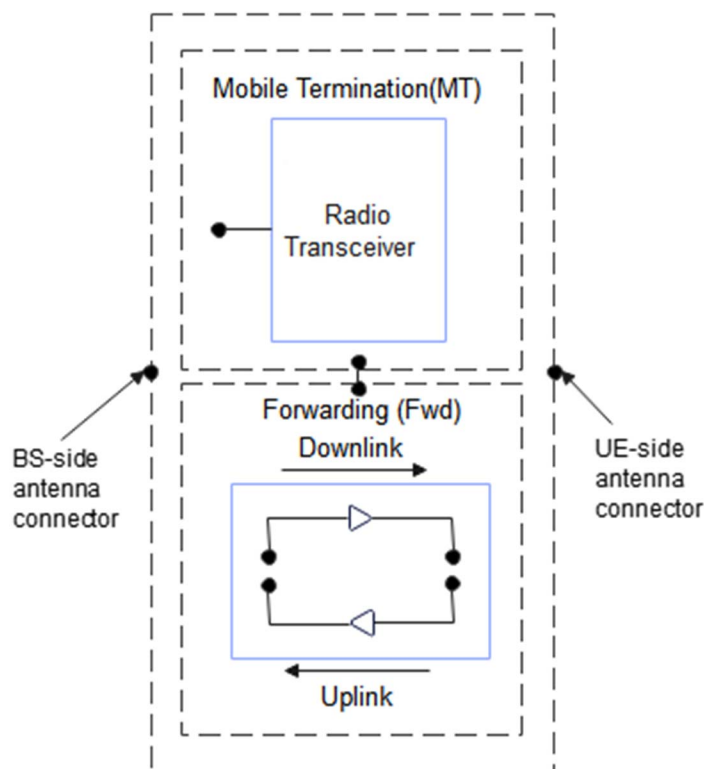 Mobile Termination(MT)
Radio
Transceiver
Forwarding (Fwd)
Downlink
BS-side
antenna
connector
UE-side
antenna
connector
Uplink